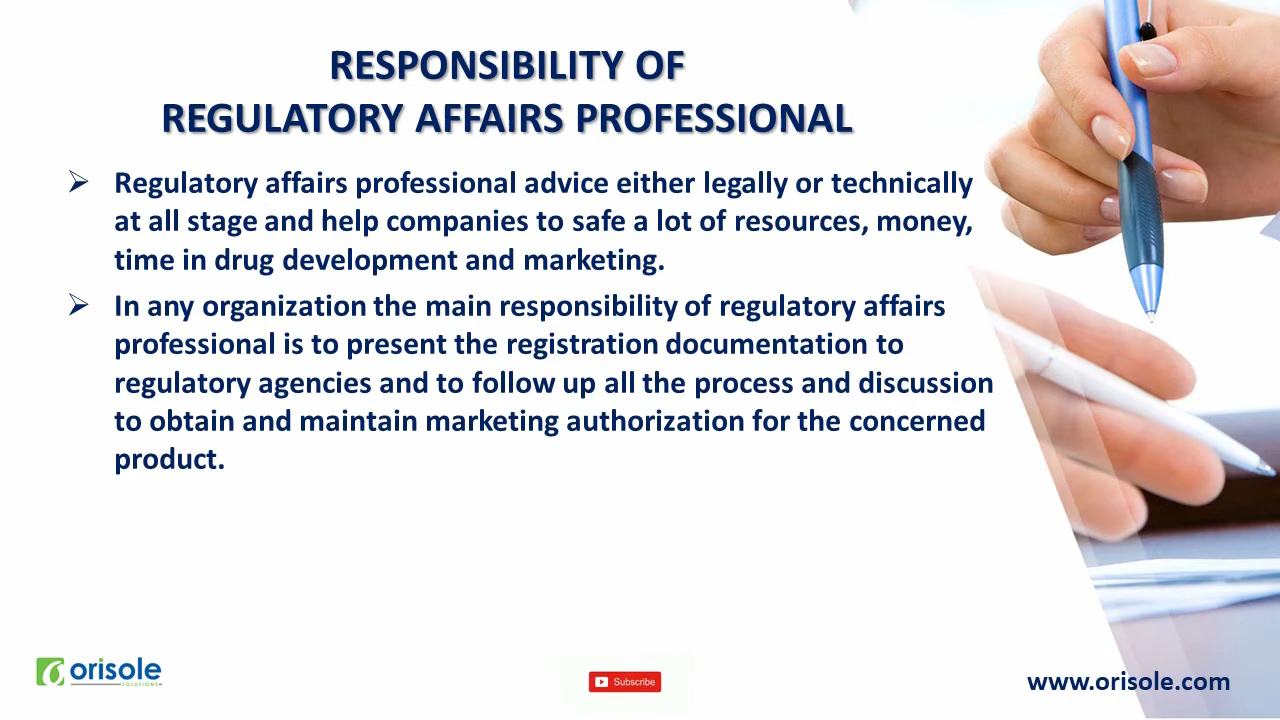 RESPONSIBILITY OF
REGULATORY AFFAIRS PROFESSIONAL
➢ Regulatory affairs professional advice either legally or technically
at all stage and help companies to safe a lot of resources, money,
time in drug development and marketing.
➢ In any organization the main responsibility of regulatory affairs
professional is to present the registration documentation to
regulatory agencies and to follow up all the process and discussion
to obtain and maintain marketing authorization for the concerned
product.
orisole
SOLUTIONS
Subscribe
www.orisole.com